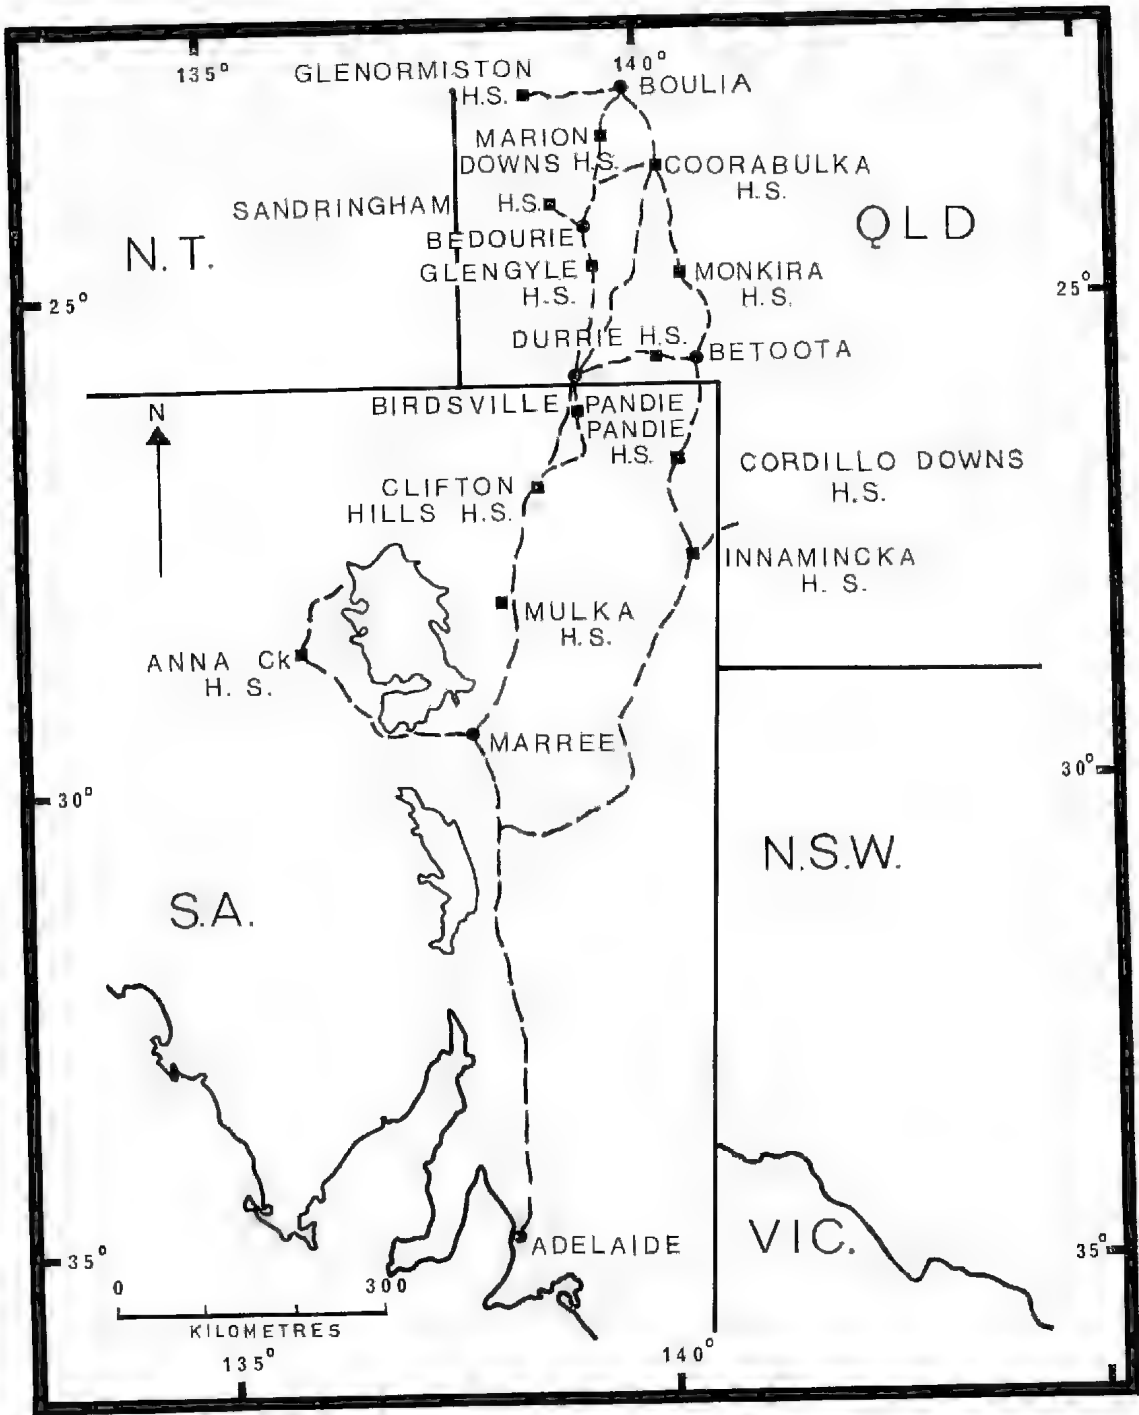 135°
140°
GLENORMISTON
H.S.
BOULIA
MARION
DOWNS H.S.
COORABULKA
H.S.
SANDRINGHAM H.S.
QLD
N.T.
BEDOURIE
GLENGYLE
H.S.
MONKIRA
H.S.
25°
25°
DURRIE H.S.
BETOOTA
BIRDSVILLE
PANDIE
PANDIE
H.S.
N
CORDILLO DOWNS
H.S.
CLIFTON
HILLS H.S.
INNAMINCKA
H.S.
MULKA
H.S.
ANNA Ck
H.S.
MARREE
30°
30°
N.S.W.
S.A.
ADELAIDE
VIC.
35°
35°
0 300
KILOMETRES
135°
140°